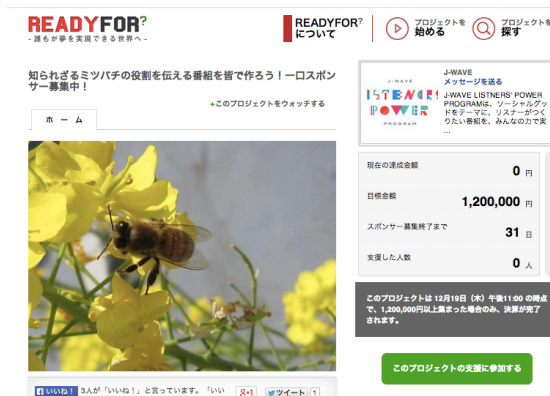 READYFOR?
- 誰もが夢を実現できる世界へ -
READYFOR?
について
プロジェクトを
始める
プロジェクトを
探す
知られざるミツバチの役割を伝える番組を皆で作ろう！一口スポン
サー募集中！
+このプロジェクトをウォッチする
ホ ー ム
J-WAVE
LISTENERS'
POWER
PROGRAM
J-WAVE
メッセージを送る
J-WAVE LISTNERS' POWER
PROGRAMは、ソーシャルグッ
ドをテーマに、リスナーがつく
りたい番組を、みんなの力で実
...
現在の達成金額
0 円
目標金額
1,200,000 円
スポンサー募集終了まで
31 日
支援した人数
0 人
このプロジェクトは 12月19日（木）午後11:00 の時点
で、1,200,000円以上集まった場合のみ、決算が完了
されます。
このプロジェクトの支援に参加する
いいね！ 3人が「いいね！」と言っています。「いい
g+1
ツイート 1